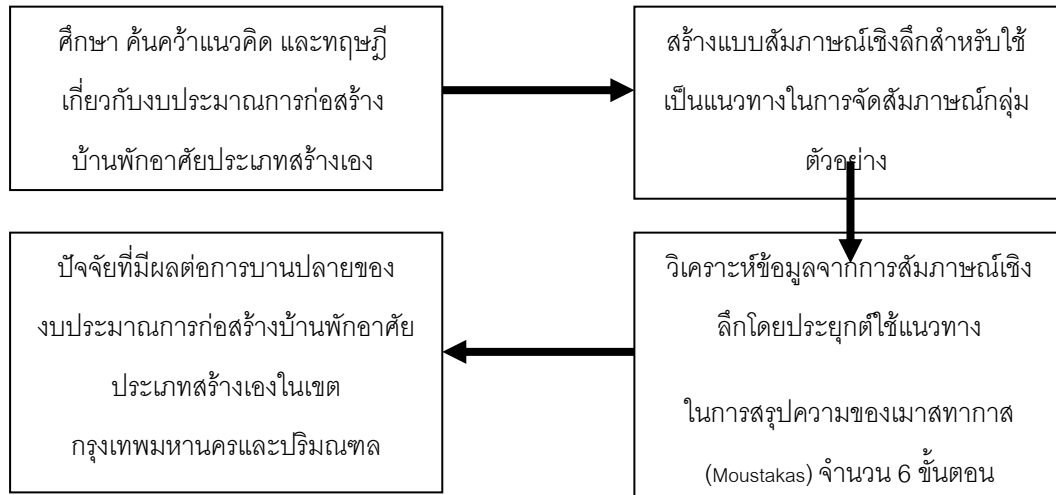 ศึกษา ค้นคว้าแนวคิด และทฤษฎี
เกี่ยวกับงบประมาณการก่อสร้าง
บ้านพักอาศัยประเภทสร้างเอง
สร้างแบบสัมภาษณ์เชิงลึกสำหรับใช้
เป็นแนวทางในการจัดสัมภาษณ์กลุ่ม
ตัวอย่าง
วิเคราะห์ข้อมูลจากการสัมภาษณ์เชิง
ลึกโดยประยุกต์ใช้แนวทาง
ในการสรุปความของเมาสทากาส
(Moustakas) จำนวน 6 ขั้นตอน
ปัจจัยที่มีผลต่อการบานปลายของ
งบประมาณการก่อสร้างบ้านพักอาศัย
ประเภทสร้างเองในเขต
กรุงเทพมหานครและปริมณฑล